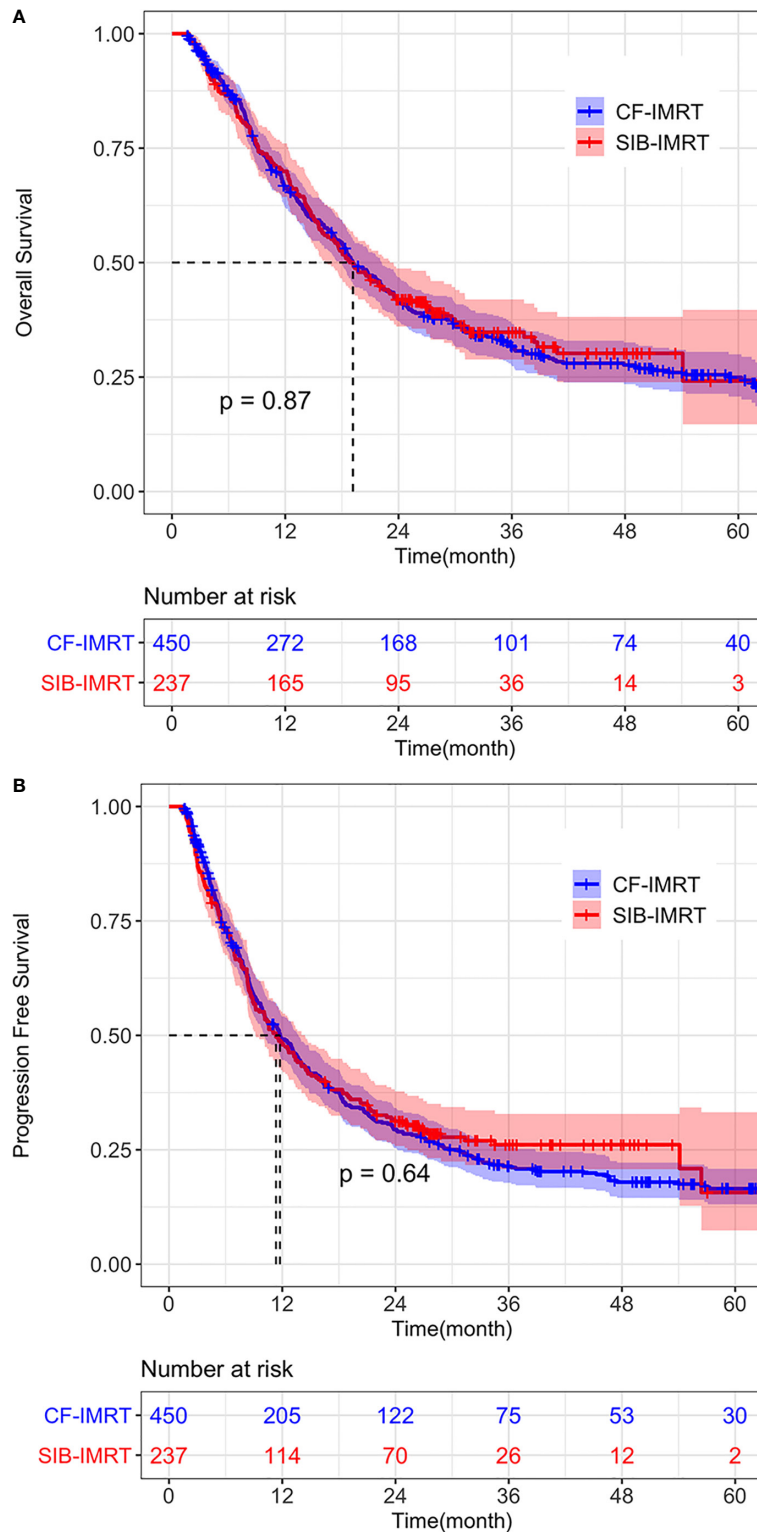 A
Overall Survival
1.00
0.75
0.50
0.25
0.00
CF-IMRT
SIB-IMRT
p = 0.87
0 12 24 36 48 60
Time(month)
Number at risk
CF-IMRT 450 272 168 101 74 40
SIB-IMRT 237 165 95 36 14 3
0 12 24 36 48 60
Time(month)
B
Progression Free Survival
1.00
0.75
0.50
0.25
0.00
CF-IMRT
SIB-IMRT
p = 0.64
0 12 24 36 48 60
Time(month)
Number at risk
CF-IMRT 450 205 122 75 53 30
SIB-IMRT 237 114 70 26 12 2
0 12 24 36 48 60
Time(month)